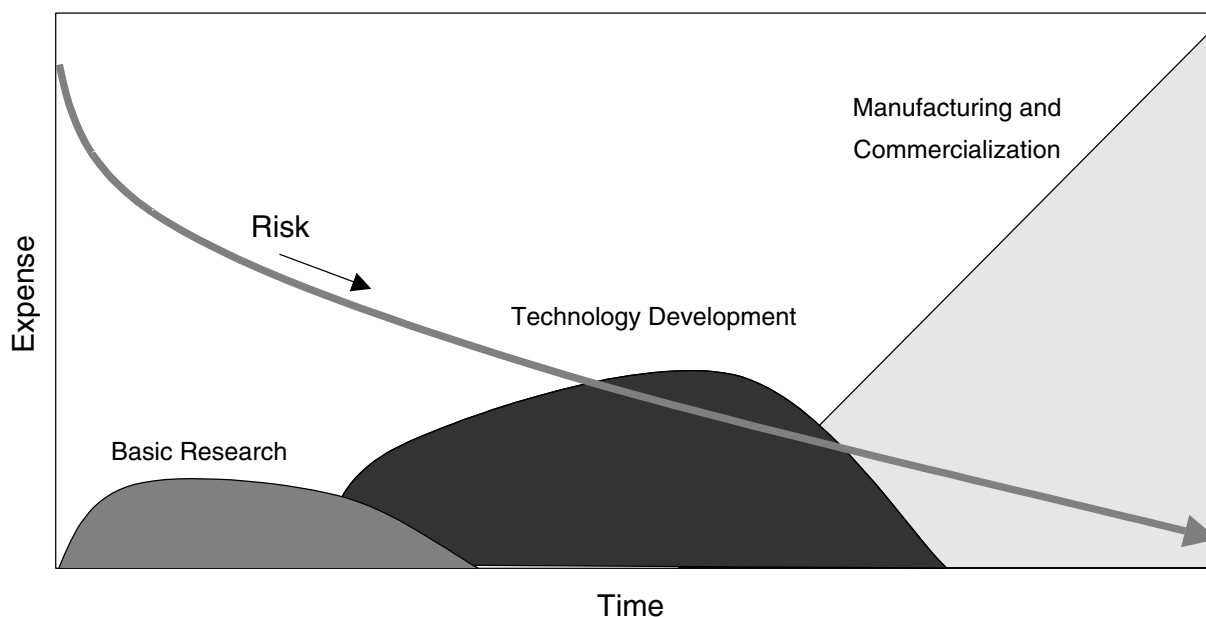 Manufacturing and
Commercialization
Risk
Technology Development
Basic Research
Expense
Time